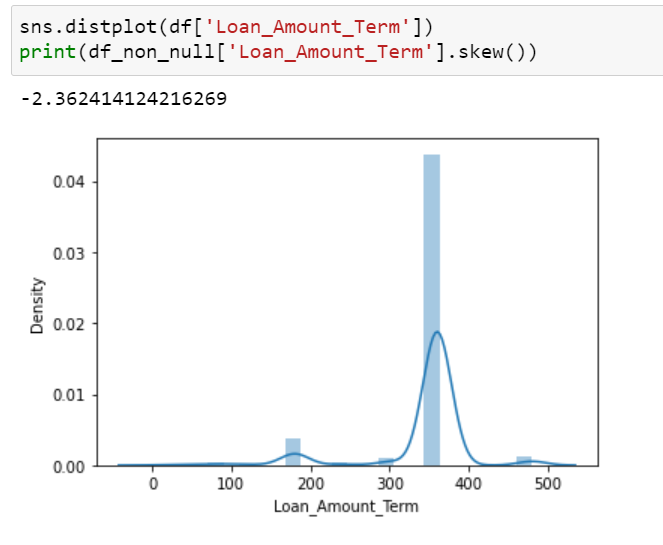 sns.distplot(df['Loan_Amount_Term'])
print(df_non_null['Loan_Amount_Term'].skew())
-2.362414124216269
0.04
0.03
0.02
0.01
0.00
Density
0 100 200 300 400 500
Loan_Amount_Term